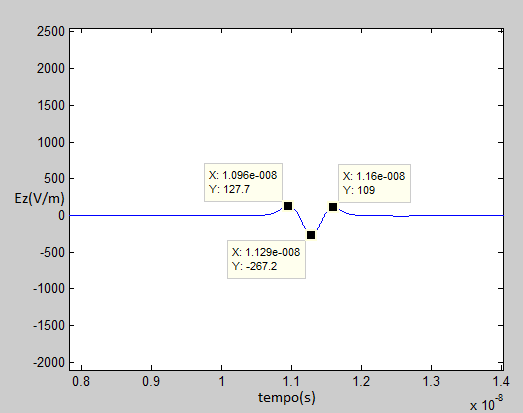 2500
2000
1500
1000
500
0
-500
-1000
-1500
-2000
Ez(V/m)
X: 1.096e-008
Y: 127.7
X: 1.16e-008
Y: 109
X: 1.129e-008
Y: -267.2
0.8 0.9 1 1.1 1.2 1.3 1.4
tempo(s)
x 10-8